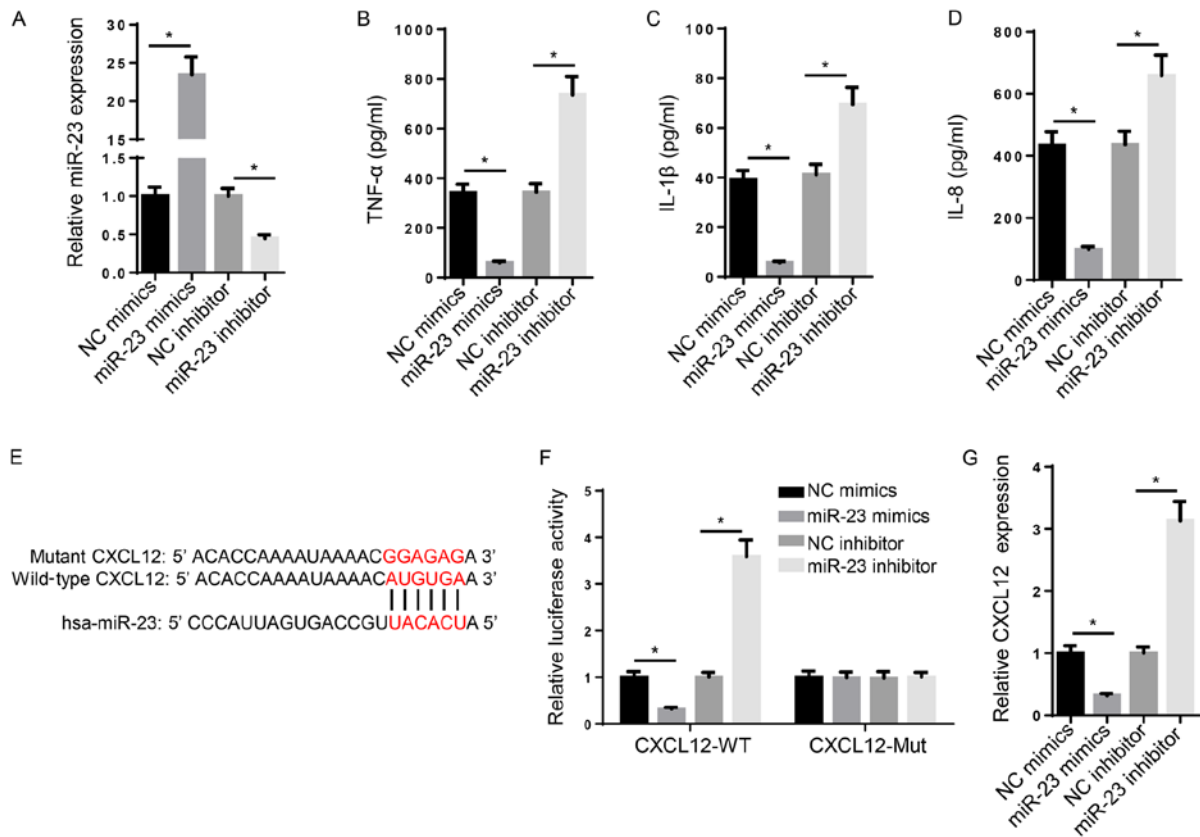 A
Relative miR-23 expression
30
25
20
15
1.5
1.0
0.5
0.0
*
*
NC mimics
miR-23 mimics
NC inhibitor
miR-23 inhibitor
B
TNF-α (pg/ml)
1000
800
600
400
200
0
*
*
NC mimics
miR-23 mimics
NC inhibitor
miR-23 inhibitor
C
IL-1β (pg/ml)
100
80
60
40
20
0
*
*
NC mimics
miR-23 mimics
NC inhibitor
miR-23 inhibitor
D
IL-8 (pg/ml)
800
600
400
200
0
*
*
NC mimics
miR-23 mimics
NC inhibitor
miR-23 inhibitor
E
Mutant CXCL12: 5' ACACCAAAAUAAAACGGAGAGA 3'
Wild-type CXCL12: 5' ACACCAAAAUAAAACAUGUGAA 3'
hsa-miR-23: 5' CCCAUUAGUGACCGUUACACUA 5'
F
Relative luciferase activity
5
4
3
2
1
0
*
*
NC mimics
miR-23 mimics
NC inhibitor
miR-23 inhibitor
CXCL12-WT
CXCL12-Mut
G
Relative CXCL12 expression
4
3
2
1
0
*
*
NC mimics
miR-23 mimics
NC inhibitor
miR-23 inhibitor